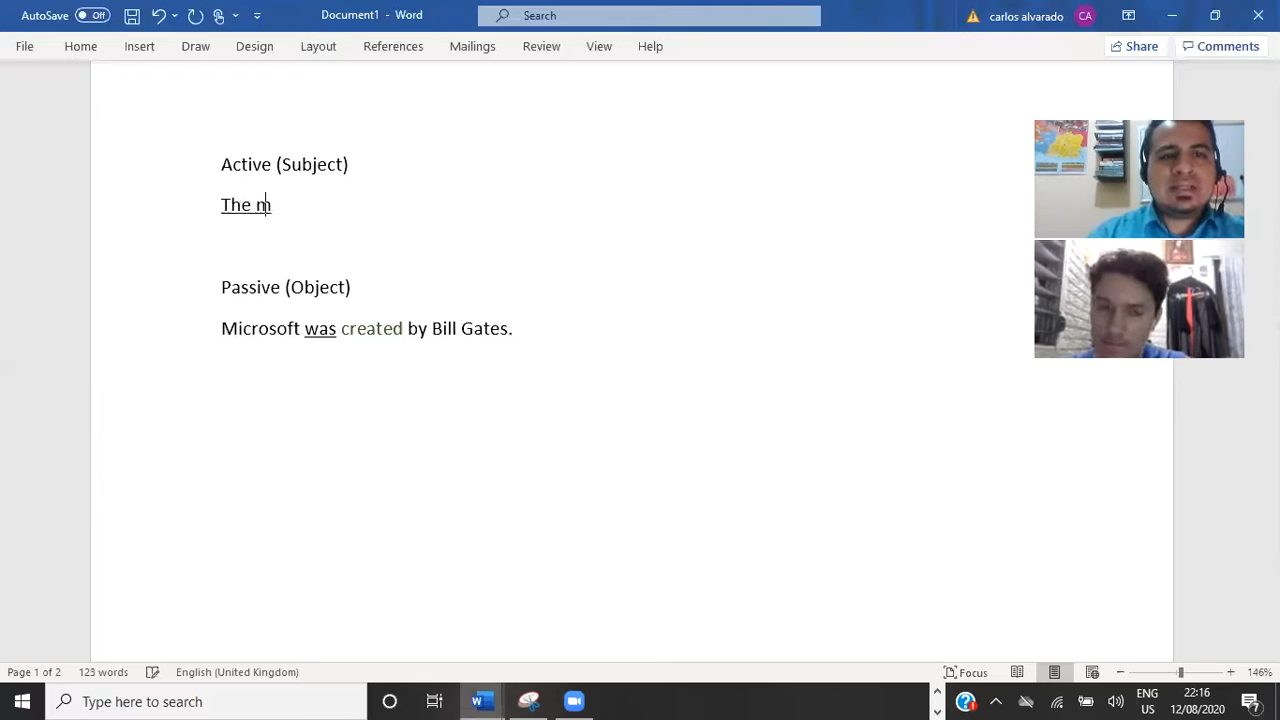 AutoSave
Off
Document1 - Word
Search
carlos alvarado
CA
File
Home
Insert
Draw
Design
Layout
References
Mailings
Review
View
Help
Share
Comments
Active (Subject)
The m
Passive (Object)
Microsoft was created by Bill Gates.
Page 1 of 2
123 words
English (United Kingdom)
Focus
146%
Type here to search
ENG
US
22:16
12/08/2020
7